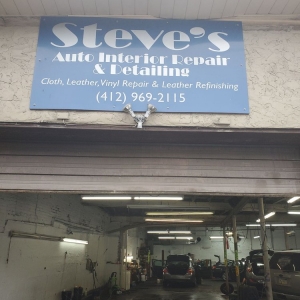 Steve's
Auto Interior Repair
& Detailing
Cloth, Leather, Vinyl Repair & Leather Refinishing
(412) 969-2115